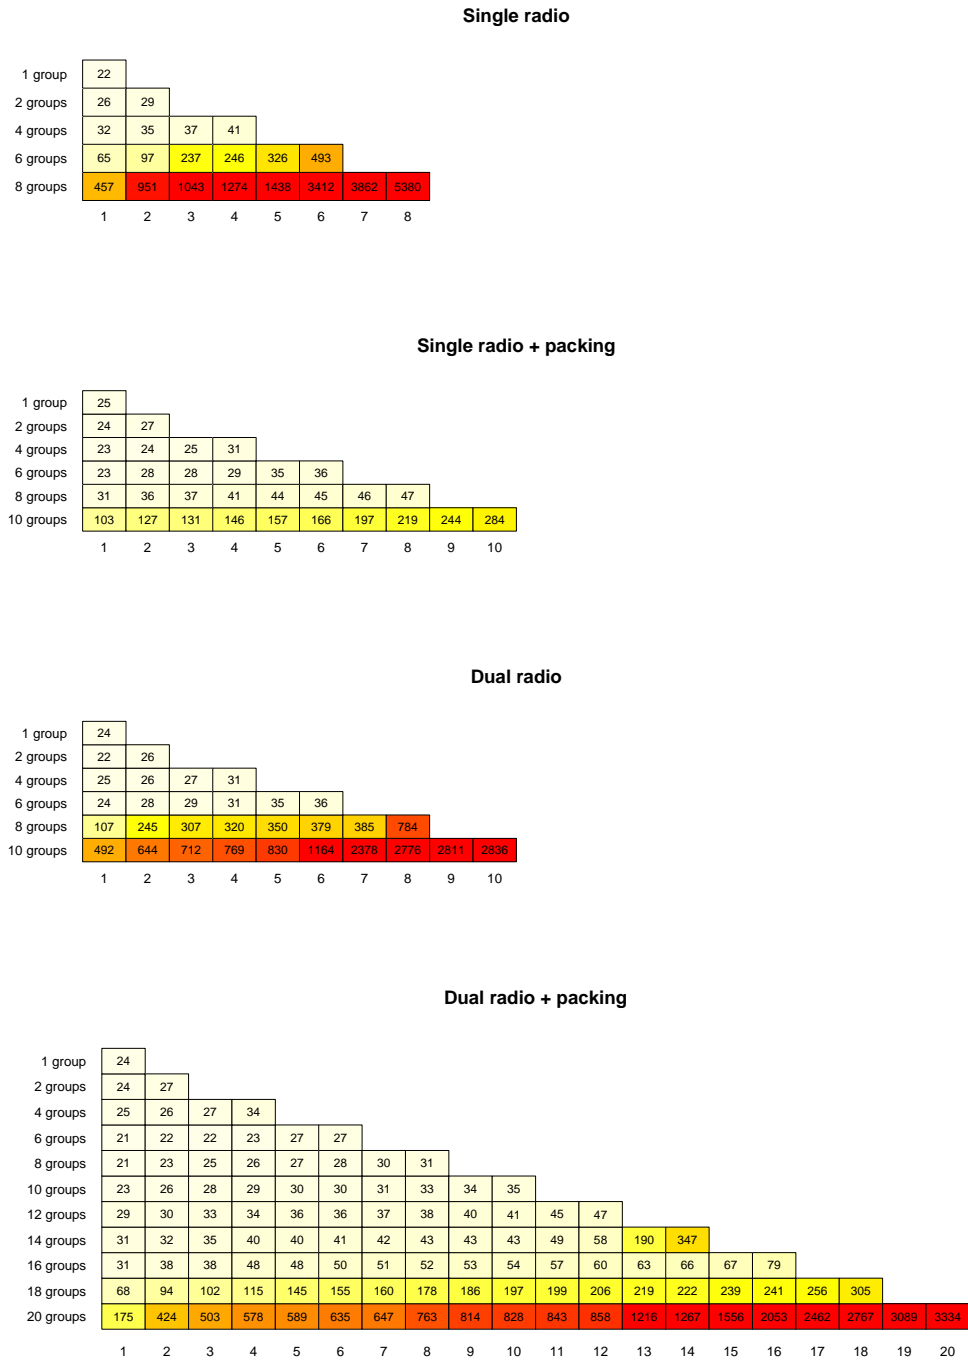 Single radio
1 group 22
2 groups 26 29
4 groups 32 35 37 41
6 groups 65 97 237 246 326 493
8 groups 457 951 1043 1274 1438 3412 3862 5380
1 2 3 4 5 6 7 8
Single radio + packing
1 group 25
2 groups 24 27
4 groups 23 24 25 31
6 groups 23 28 28 29 35 36
8 groups 31 36 37 41 44 45 46 47
10 groups 103 127 131 146 157 166 197 219 244 284
1 2 3 4 5 6 7 8 9 10
Dual radio
1 group 24
2 groups 22 26
4 groups 25 26 27 31
6 groups 24 28 29 31 35 36
8 groups 107 245 307 320 350 379 385 784
10 groups 492 644 712 769 830 1164 2378 2776 2811 2836
1 2 3 4 5 6 7 8 9 10
Dual radio + packing
1 group 24
2 groups 24 27
4 groups 25 26 27 34
6 groups 21 22 22 23 27 27
8 groups 21 23 25 26 27 28 30 31
10 groups 23 26 28 29 30 30 31 33 34 35
12 groups 29 30 33 34 36 36 37 38 40 41 45 47
14 groups 31 32 35 40 40 41 42 43 43 43 49 58 190 347
16 groups 31 38 38 48 48 50 51 52 53 54 57 60 63 66 67 79
18 groups 68 94 102 115 145 155 160 178 186 197 199 206 219 222 239 241 256 305
20 groups 175 424 503 578 589 635 647 763 814 828 843 858 1216 1267 1556 2053 2462 2767 3089 3334
1 2 3 4 5 6 7 8 9 10 11 12 13 14 15 16 17 18 19 20